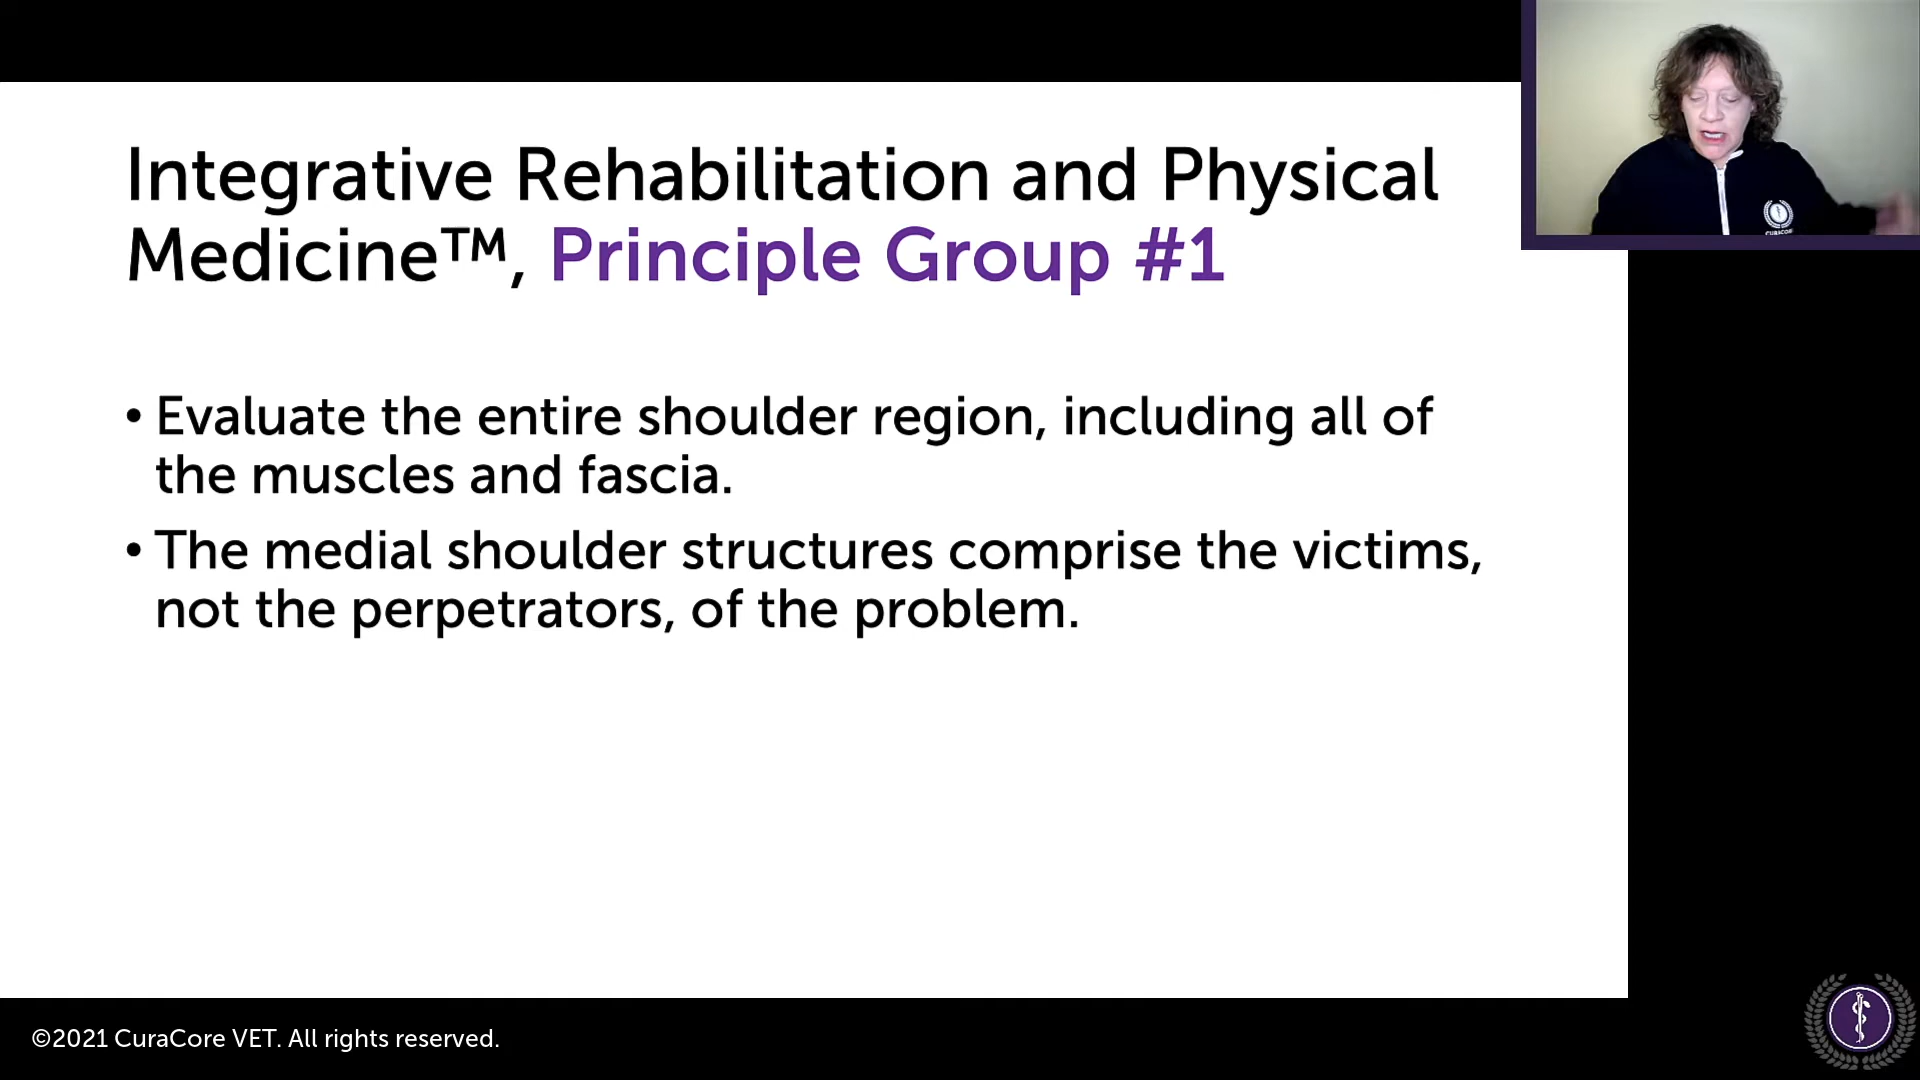 Integrative Rehabilitation and Physical
Medicine™, Principle Group #1
• Evaluate the entire shoulder region, including all of
the muscles and fascia.
• The medial shoulder structures comprise the victims,
not the perpetrators, of the problem.
CURACORE
©2021 CuraCore VET. All rights reserved.